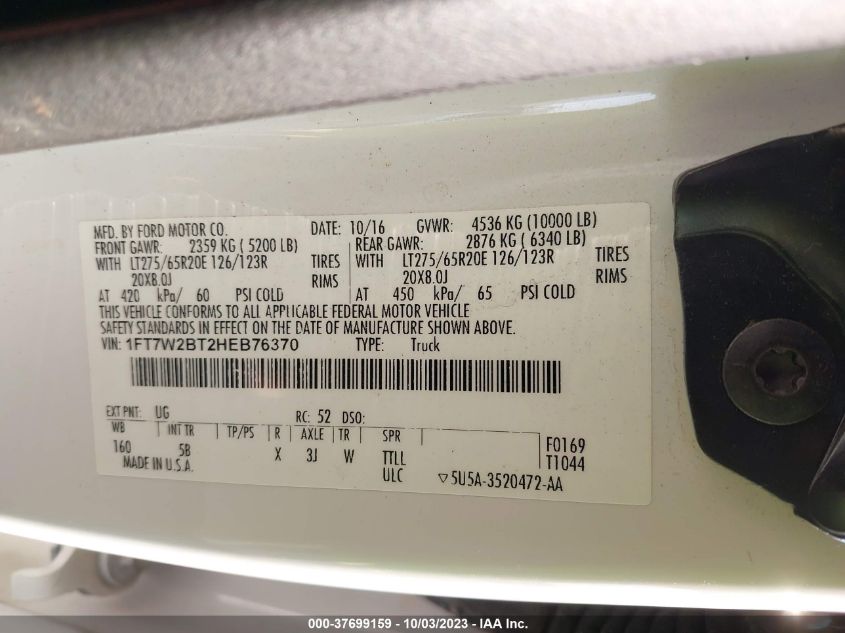 MFD. BY FORD MOTOR CO. DATE: 10/16 GVWR: 4536 KG (10000 LB)
FRONT GAWR: 2359 KG ( 5200 LB) REAR GAWR: 2876 KG ( 6340 LB)
WITH LT275/65R20E 126/123R TIRES WITH LT275/65R20E 126/123R TIRES
20X8.0J RIMS 20X8.0J RIMS
AT 420 kPa/ 60 PSI COLD AT 450 kPa/ 65 PSI COLD
THIS VEHICLE CONFORMS TO ALL APPLICABLE FEDERAL MOTOR VEHICLE
SAFETY STANDARDS IN EFFECT ON THE DATE OF MANUFACTURE SHOWN ABOVE.
VIN: 1FT7W2BT2HEB76370 TYPE: Truck
EXT PNT: UG RC: 52 DSO:
WB INT TR TP/PS R AXLE TR SPR F0169
160 5B X 3J W TTLL T1044
MADE IN U.S.A. ULC ▽5U5A-3520472-AA
000-37699159 - 10/03/2023 - IAA Inc.